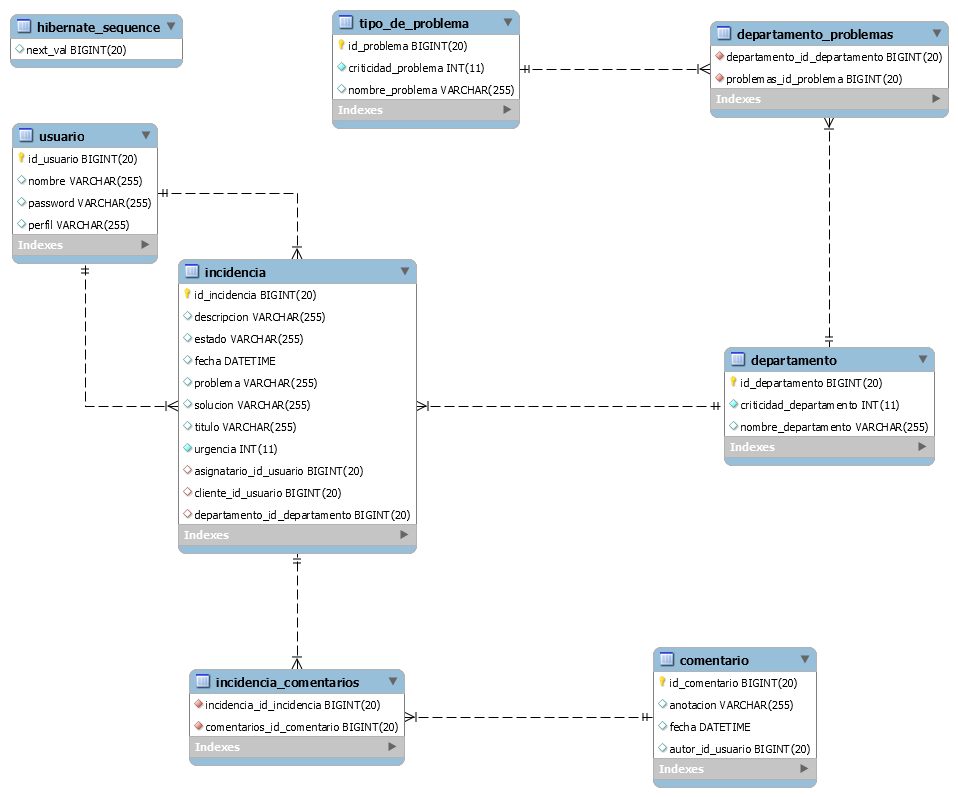 hibernate_sequence
next_val BIGINT(20)
tipo_de_problema
id_problema BIGINT(20)
criticidad_problema INT(11)
nombre_problema VARCHAR(255)
Indexes
departamento_problemas
departamento_id_departamento BIGINT(20)
problemas_id_problema BIGINT(20)
Indexes
usuario
id_usuario BIGINT(20)
nombre VARCHAR(255)
password VARCHAR(255)
perfil VARCHAR(255)
Indexes
incidencia
id_incidencia BIGINT(20)
descripcion VARCHAR(255)
estado VARCHAR(255)
fecha DATETIME
problema VARCHAR(255)
solucion VARCHAR(255)
titulo VARCHAR(255)
urgencia INT(11)
asignatario_id_usuario BIGINT(20)
cliente_id_usuario BIGINT(20)
departamento_id_departamento BIGINT(20)
Indexes
departamento
id_departamento BIGINT(20)
criticidad_departamento INT(11)
nombre_departamento VARCHAR(255)
Indexes
incidencia_comentarios
incidencia_id_incidencia BIGINT(20)
comentarios_id_comentario BIGINT(20)
Indexes
comentario
id_comentario BIGINT(20)
anotacion VARCHAR(255)
fecha DATETIME
autor_id_usuario BIGINT(20)
Indexes